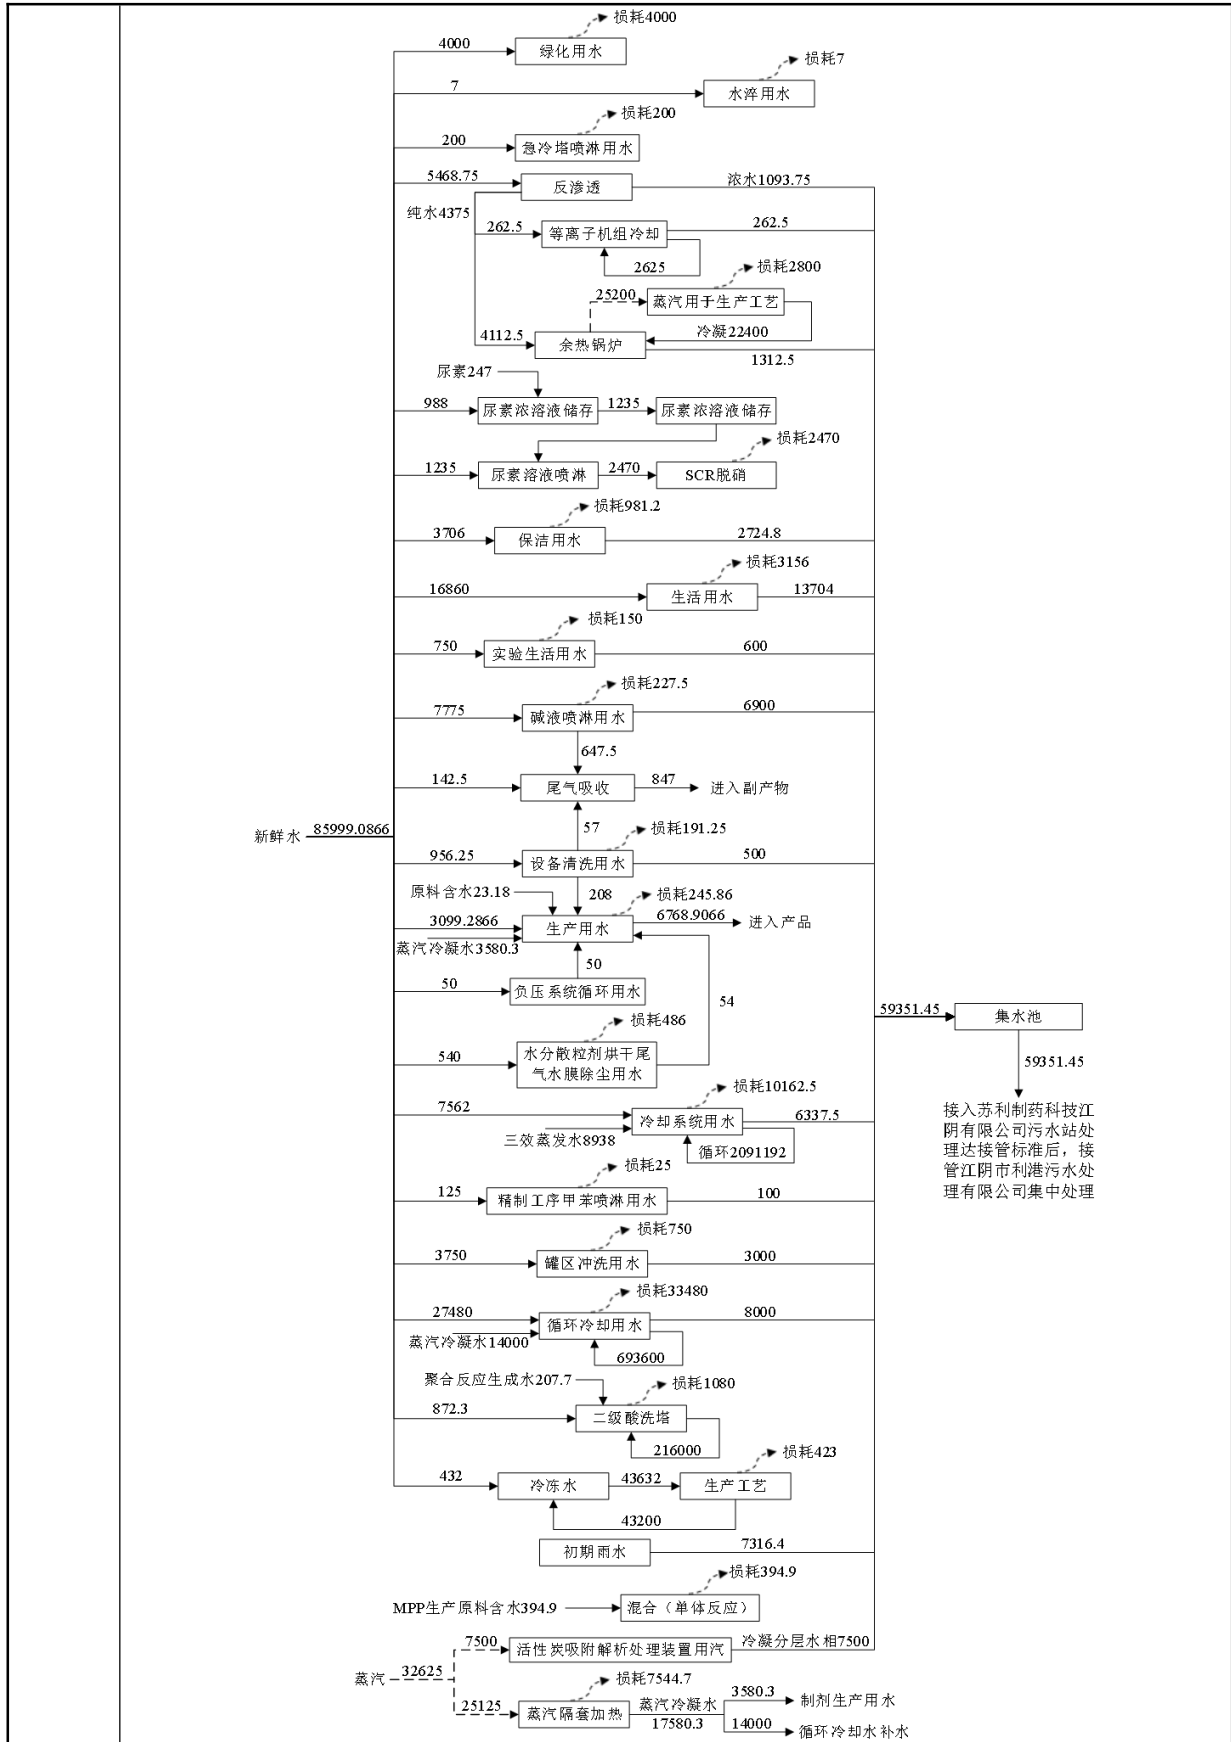 损耗4000
4000
绿化用水
损耗7
7
水淬用水
损耗200
200
急冷塔喷淋用水
5468.75
反渗透
浓水1093.75
纯水4375
262.5
等离子机组冷却
262.5
2625
损耗2800
25200
蒸汽用于生产工艺
冷凝22400
4112.5
余热锅炉
1312.5
尿素247
988
尿素浓溶液储存
1235
尿素浓溶液储存
损耗2470
1235
尿素溶液喷淋
2470
SCR脱硝
损耗981.2
3706
保洁用水
2724.8
损耗3156
16860
生活用水
13704
损耗150
750
实验生活用水
600
损耗227.5
7775
碱液喷淋用水
6900
647.5
142.5
尾气吸收
847
进入副产物
新鲜水
85999.0866
57
损耗191.25
956.25
设备清洗用水
500
原料含水23.18
208
损耗245.86
3099.2866
生产用水
6768.9066
进入产品
蒸汽冷凝水3580.3
50
50
负压系统循环用水
54
损耗486
540
水分散粒剂烘干尾
气水膜除尘用水
59351.45
集水池
59351.45
接入苏利制药科技江
阴有限公司污水站处
理达接管标准后，接
管江阴市利港污水处
理有限公司集中处理
损耗10162.5
7562
冷却系统用水
6337.5
三效蒸发水8938
循环2091192
损耗25
125
精制工序甲苯喷淋用水
100
损耗750
3750
罐区冲洗用水
3000
损耗33480
27480
循环冷却用水
8000
蒸汽冷凝水14000
693600
聚合反应生成水207.7
损耗1080
872.3
二级酸洗塔
216000
损耗423
432
冷冻水
43632
生产工艺
43200
初期雨水
7316.4
损耗394.9
MPP生产原料含水394.9
混合（单体反应）
7500
活性炭吸附解析处理装置用汽
冷凝分层水相7500
蒸汽
32625
损耗7544.7
25125
蒸汽隔套加热
蒸汽冷凝水
17580.3
3580.3
制剂生产用水
14000
循环冷却水补水